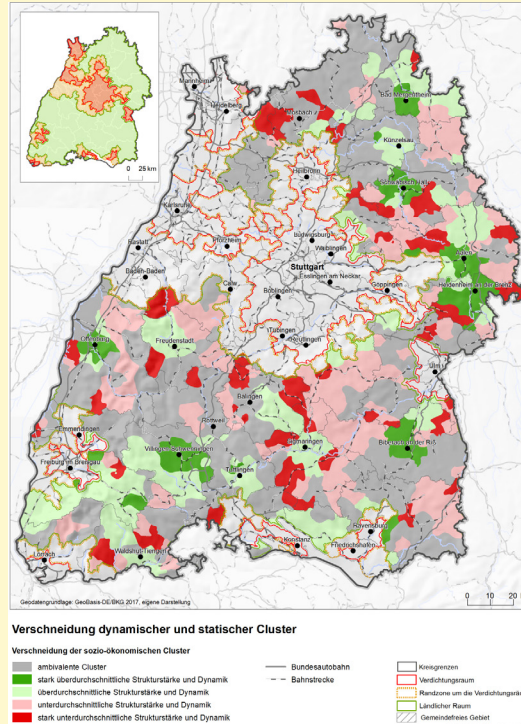 0 25 km
Mannheim
Heidelberg
Mosbach
Bad Mergentheim
Künzelsau
Heilbronn
Schwäbisch Hall
Karlsruhe
Ludwigsburg
Pforzheim
Waiblingen
Rastatt
Stuttgart
Aalen
Baden-Baden
Esslingen am Neckar
Heidenheim an der Brenz
Calw
Böblingen
Göppingen
Tübingen
Reutlingen
Offenburg
Freudenstadt
Ulm
Balingen
Rottweil
Emmendingen
Sigmaringen
Biberach an der Riß
Villingen-Schwenningen
Freiburg im Breisgau
Tuttlingen
Ravensburg
Konstanz
Friedrichshafen
Lörrach
Waldshut-Tiengen
Geodatengrundlage: GeoBasis-DE/BKG 2017, eigene Darstellung
0 10 20 k
Verschneidung dynamischer und statischer Cluster
Verschneidung der sozio-ökonomischen Cluster
ambivalente Cluster
stark überdurchschnittliche Strukturstärke und Dynamik
überdurchschnittliche Strukturstärke und Dynamik
unterdurchschnittliche Strukturstärke und Dynamik
stark unterdurchschnittliche Strukturstärke und Dynamik
Bundesautobahn
Bahnstrecke
Kreisgrenzen
Verdichtungsraum
Randzone um die Verdichtungsrä
Ländlicher Raum
Gemeindefreies Gebiet